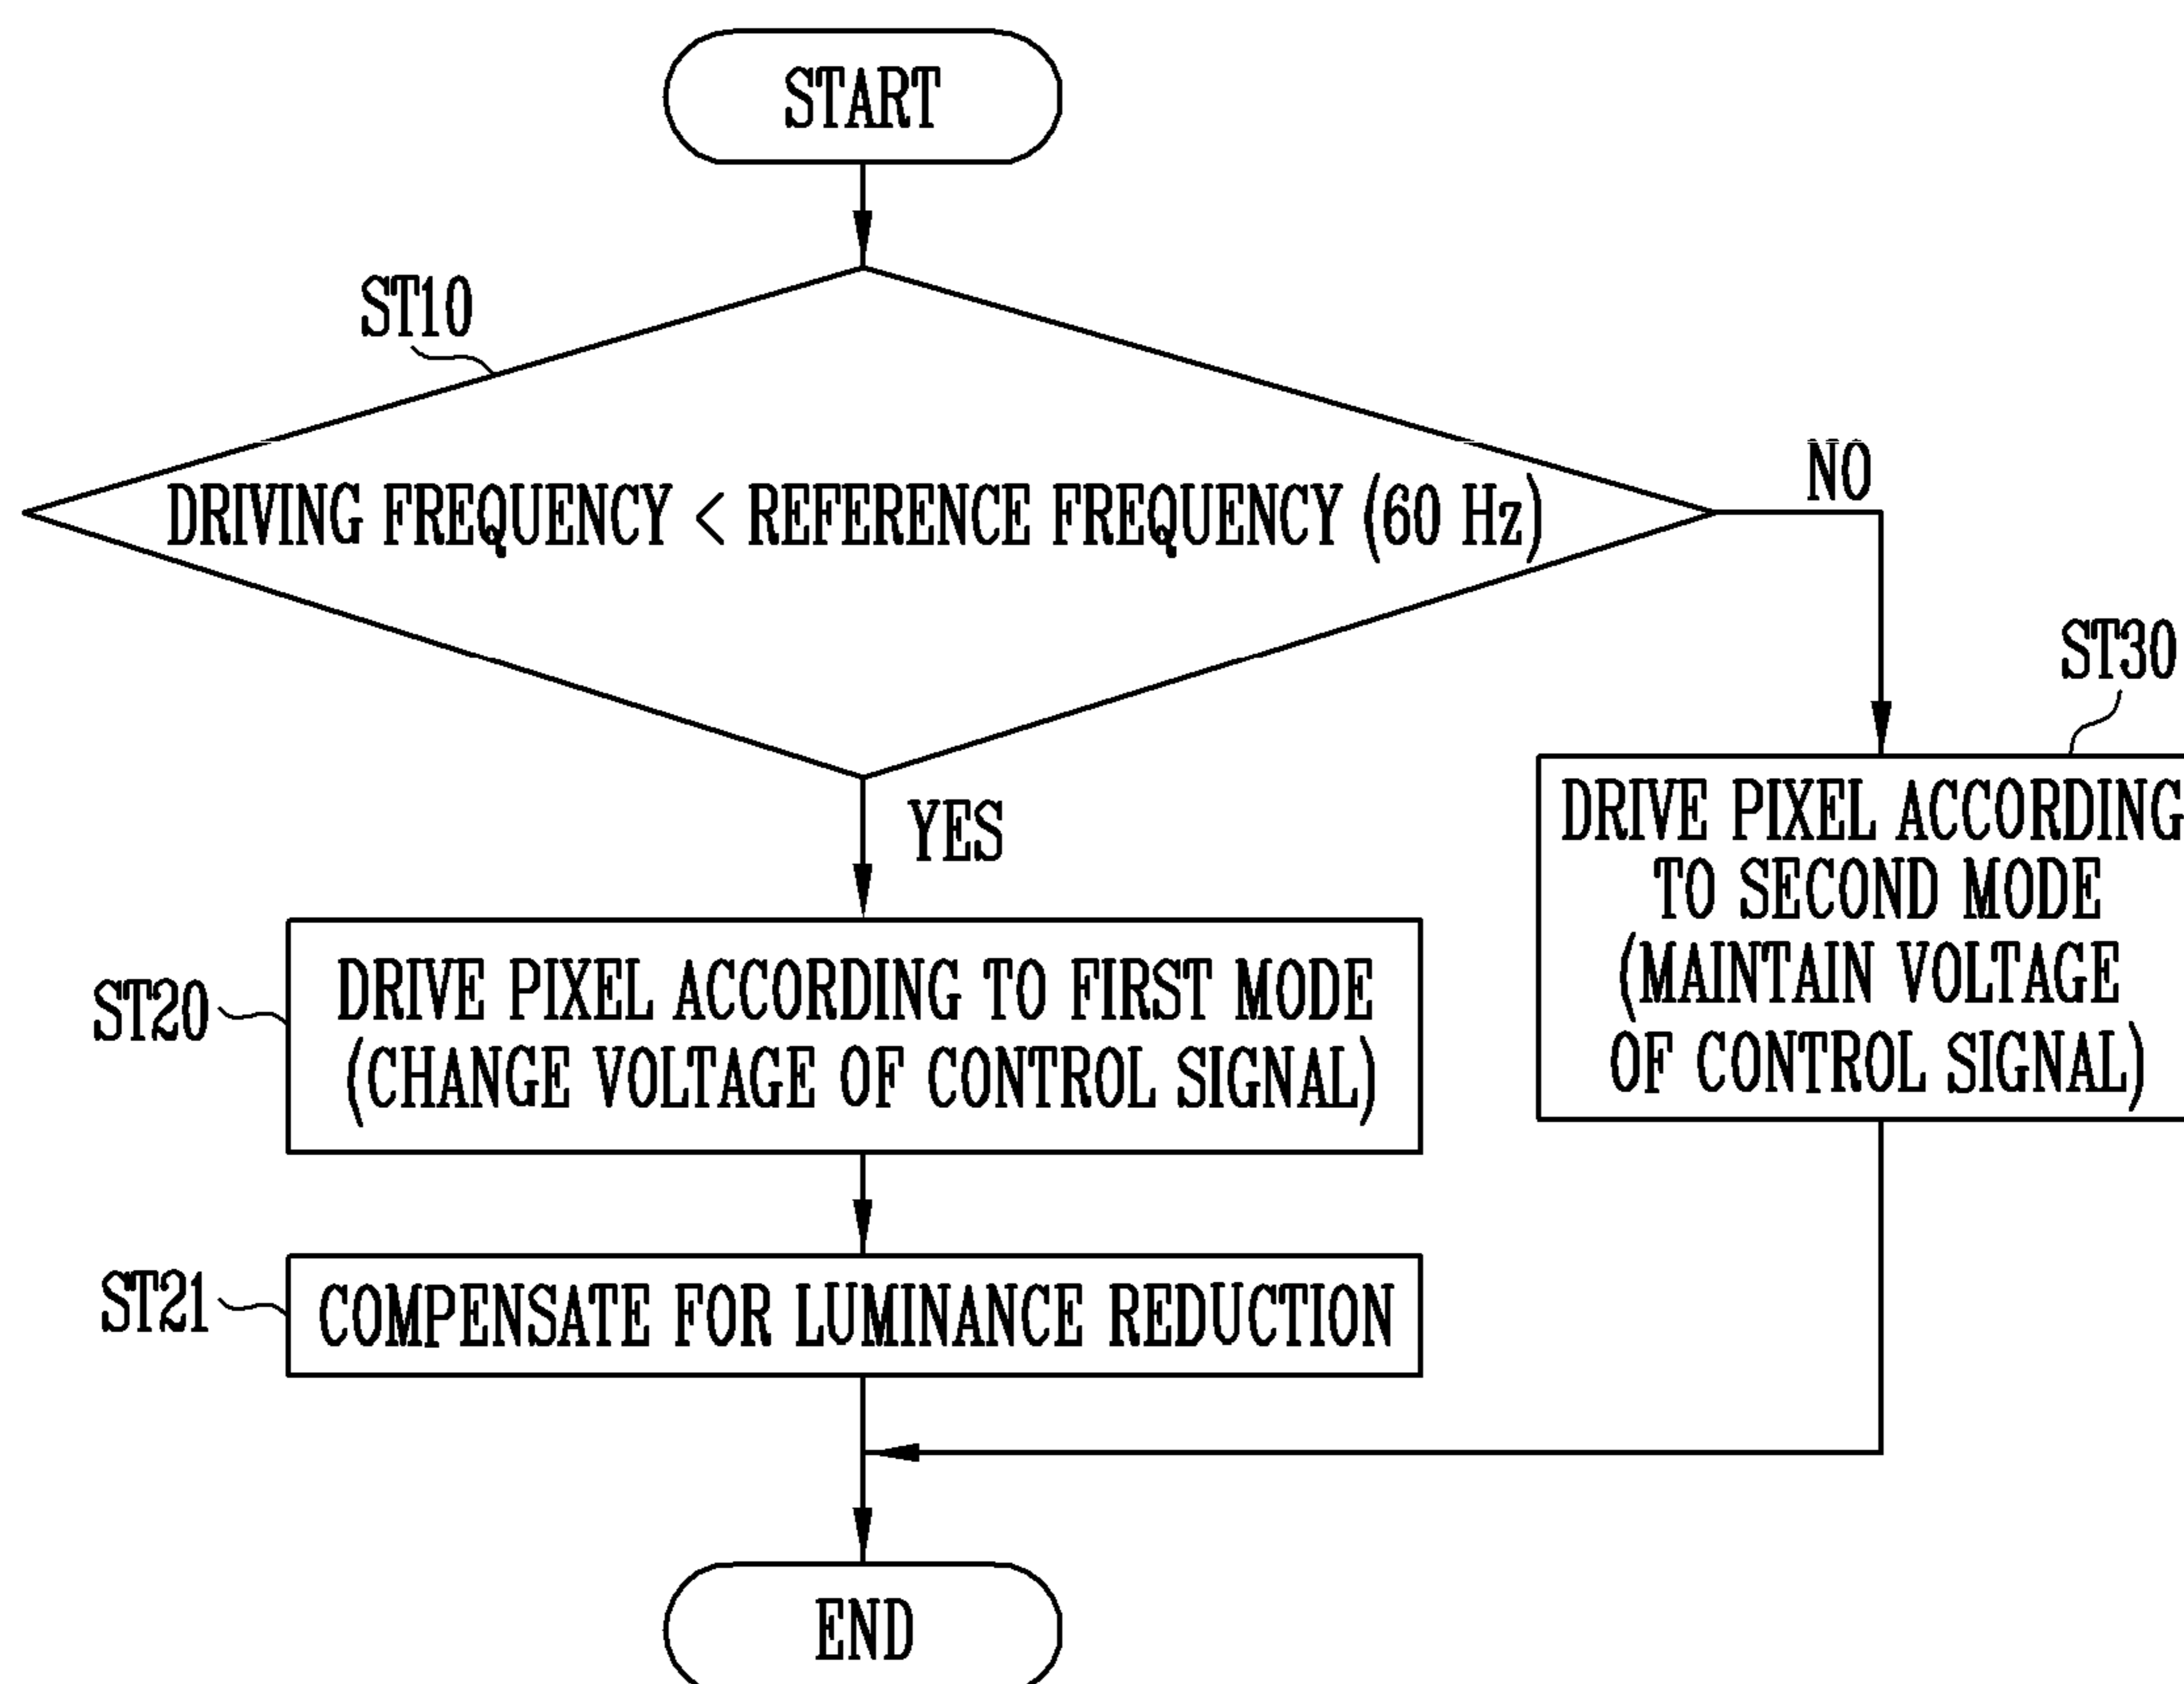 START
ST10
DRIVING FREQUENCY < REFERENCE FREQUENCY (60 Hz)
NO
YES
ST30
DRIVE PIXEL ACCORDING
TO SECOND MODE
(MAINTAIN VOLTAGE
OF CONTROL SIGNAL)
ST20
DRIVE PIXEL ACCORDING TO FIRST MODE
(CHANGE VOLTAGE OF CONTROL SIGNAL)
ST21
COMPENSATE FOR LUMINANCE REDUCTION
END